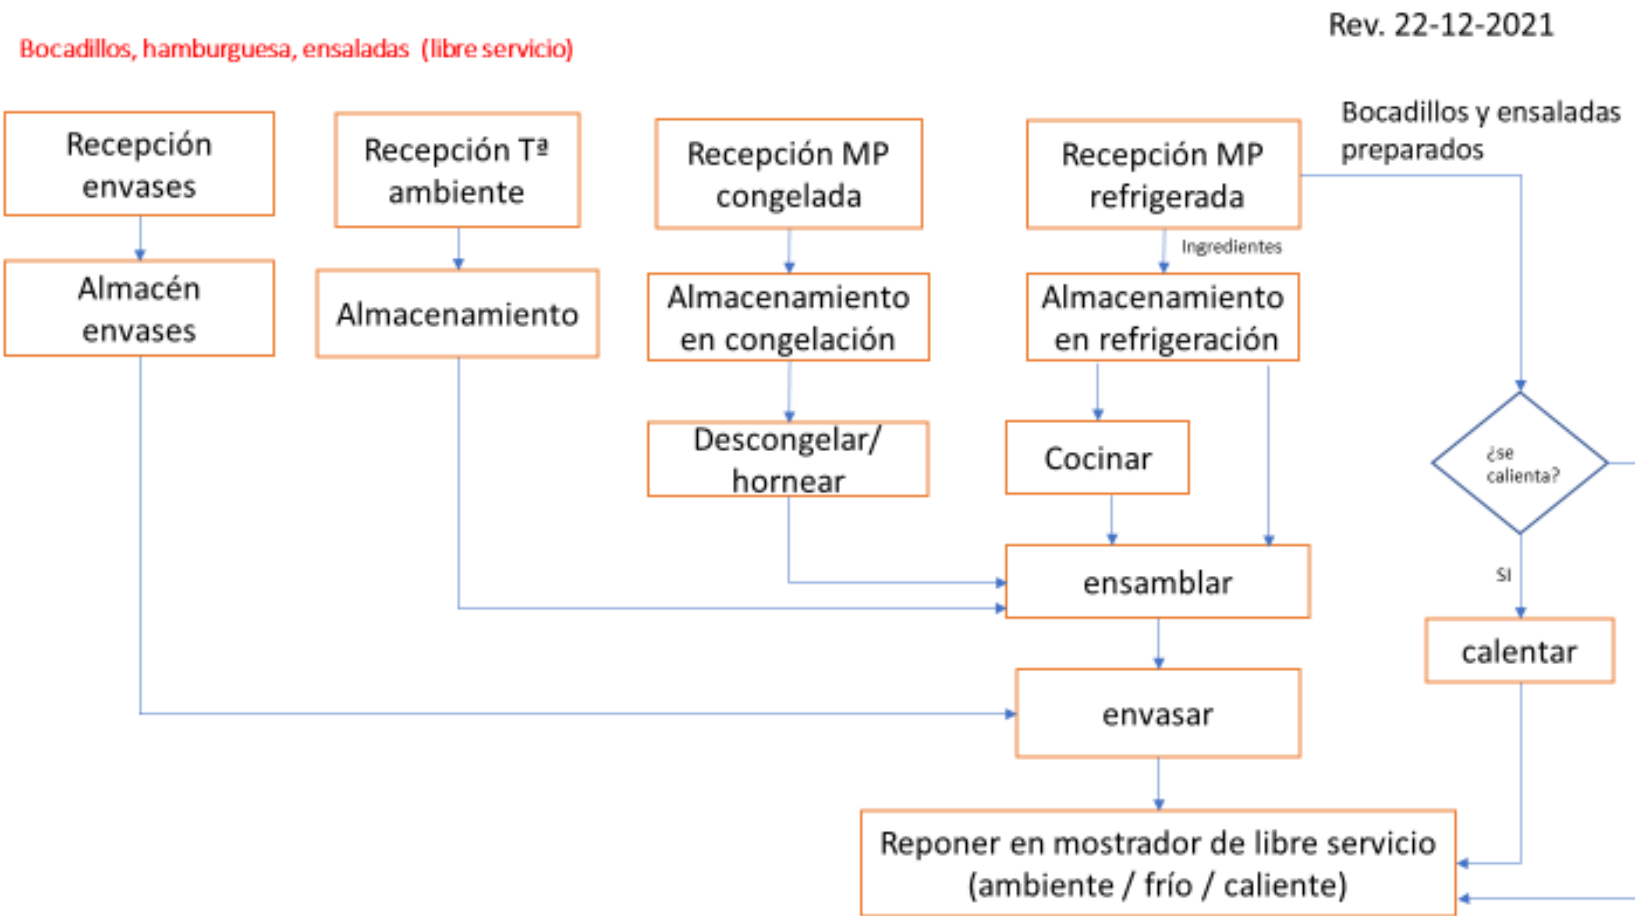 Rev. 22-12-2021
Bocadillos, hamburguesa, ensaladas (libre servicio)
Bocadillos y ensaladas
preparados
Recepción
envases
Recepción Tª
ambiente
Recepción MP
congelada
Recepción MP
refrigerada
Ingredientes
Almacén
envases
Almacenamiento
Almacenamiento
en congelación
Almacenamiento
en refrigeración
Descongelar/
hornear
Cocinar
¿se
calienta?
SI
ensamblar
calentar
envasar
Reponer en mostrador de libre servicio
(ambiente / frío / caliente)